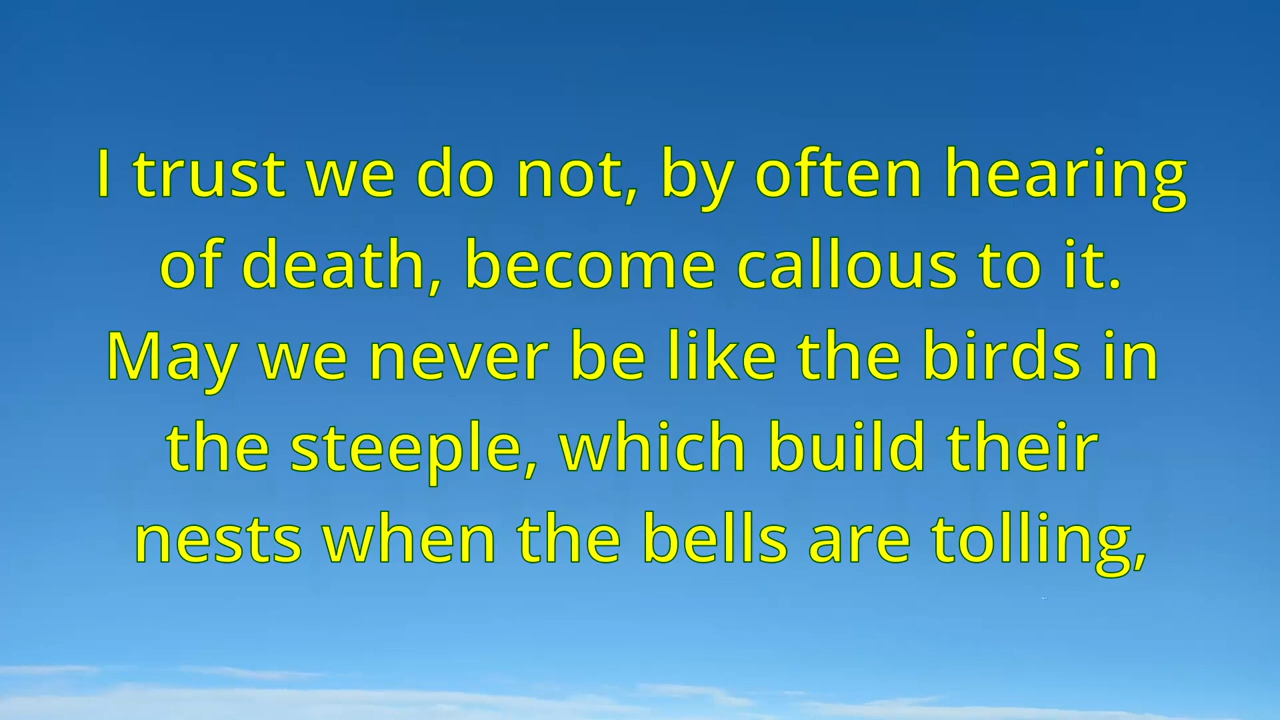 I trust we do not, by often hearing
of death, become callous to it.
May we never be like the birds in
the steeple, which build their
nests when the bells are tolling,